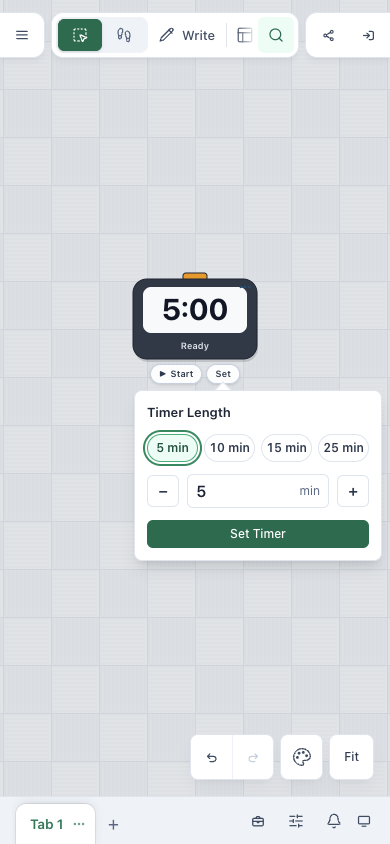 Write
5:00
Ready
Start Set
Timer Length
5 min 10 min 15 min 25 min
− 5 min +
Set Timer
Fit
Tab 1 ··· +